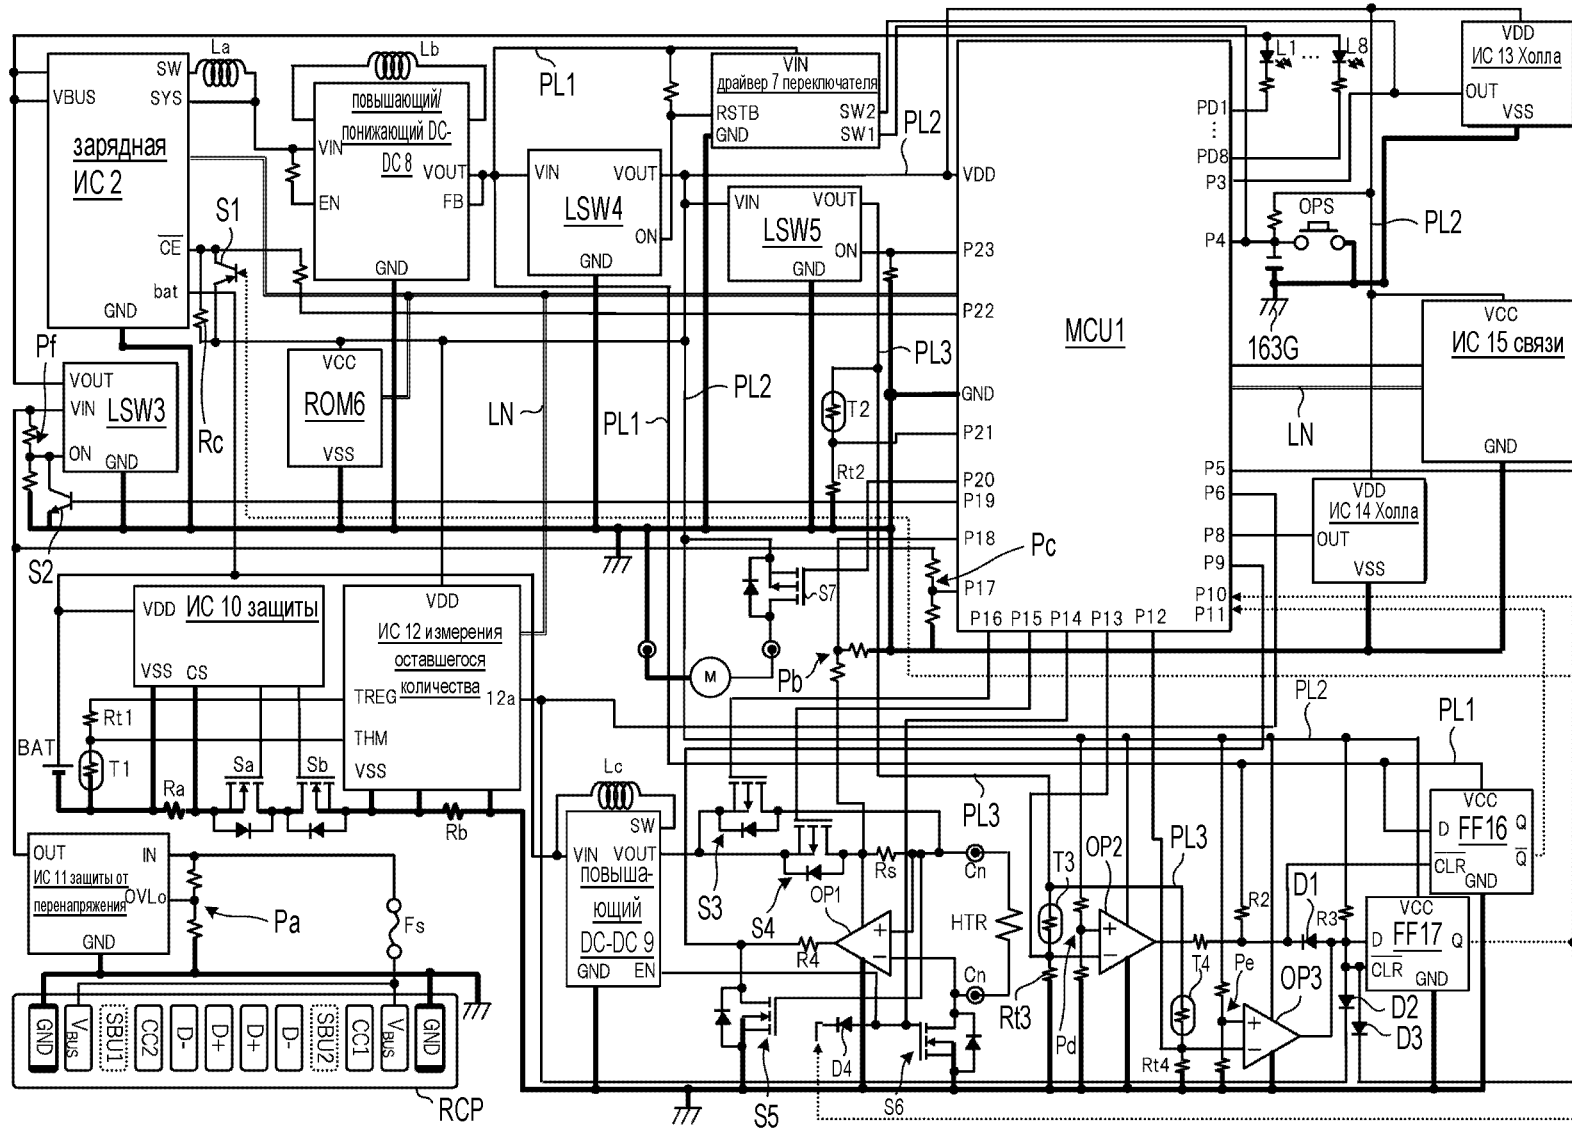 La
Lb
PL1
SW
SYS
VBUS
зарядная
ИС 2
CE
bat
GND
S1
Rc
повышающий/
понижающий DC-
DC 8
VIN
EN
VOUT
FB
GND
VIN
драйвер 7 переключателя
RSTB
GND
SW2
SW1
PL2
VIN
VOUT
LSW4
ON
GND
VIN
VOUT
LSW5
ON
GND
VDD
P23
P22
MCU1
GND
P21
P20
P19
P18
P17
P16
P15
P14
P13
P12
PD1
PD8
P3
P4
P5
P6
P8
P9
P10
P11
L1
...
L8
VDD
ИС 13 Холла
OUT
VSS
OPS
PL2
163G
VCC
ИС 15 связи
GND
LN
VDD
ИС 14 Холла
OUT
VSS
Pf
VOUT
VIN
LSW3
ON
GND
S2
VCC
ROM6
VSS
LN
PL1
PL2
PL3
T2
Rt2
Pc
S7
M
Pb
VDD
ИС 10 защиты
VSS
CS
VDD
ИС 12 измерения
оставшегося
количества
TREG
12a
THM
VSS
Rt1
BAT
T1
Ra
Sa
Sb
Rb
OUT
IN
ИС 11 защиты от
перенапряжения
OVLo
GND
Pa
Fs
GND
VBUS
SBU1
CC2
D-
D+
D+
D-
SBU2
CC1
VBUS
GND
RCP
Lc
SW
VIN
VOUT
повыша-
ющий
DC-DC 9
GND
EN
S3
S4
OP1
Rs
R4
Cn
HTR
Cn
S5
D4
S6
PL3
T3
OP2
PL3
Rt3
Pd
T4
Rt4
Pe
OP3
R2
D1
R3
PL2
PL1
VCC
D
FF16
Q
CLR
Q
GND
VCC
D
FF17
Q
CLR
GND
D2
D3